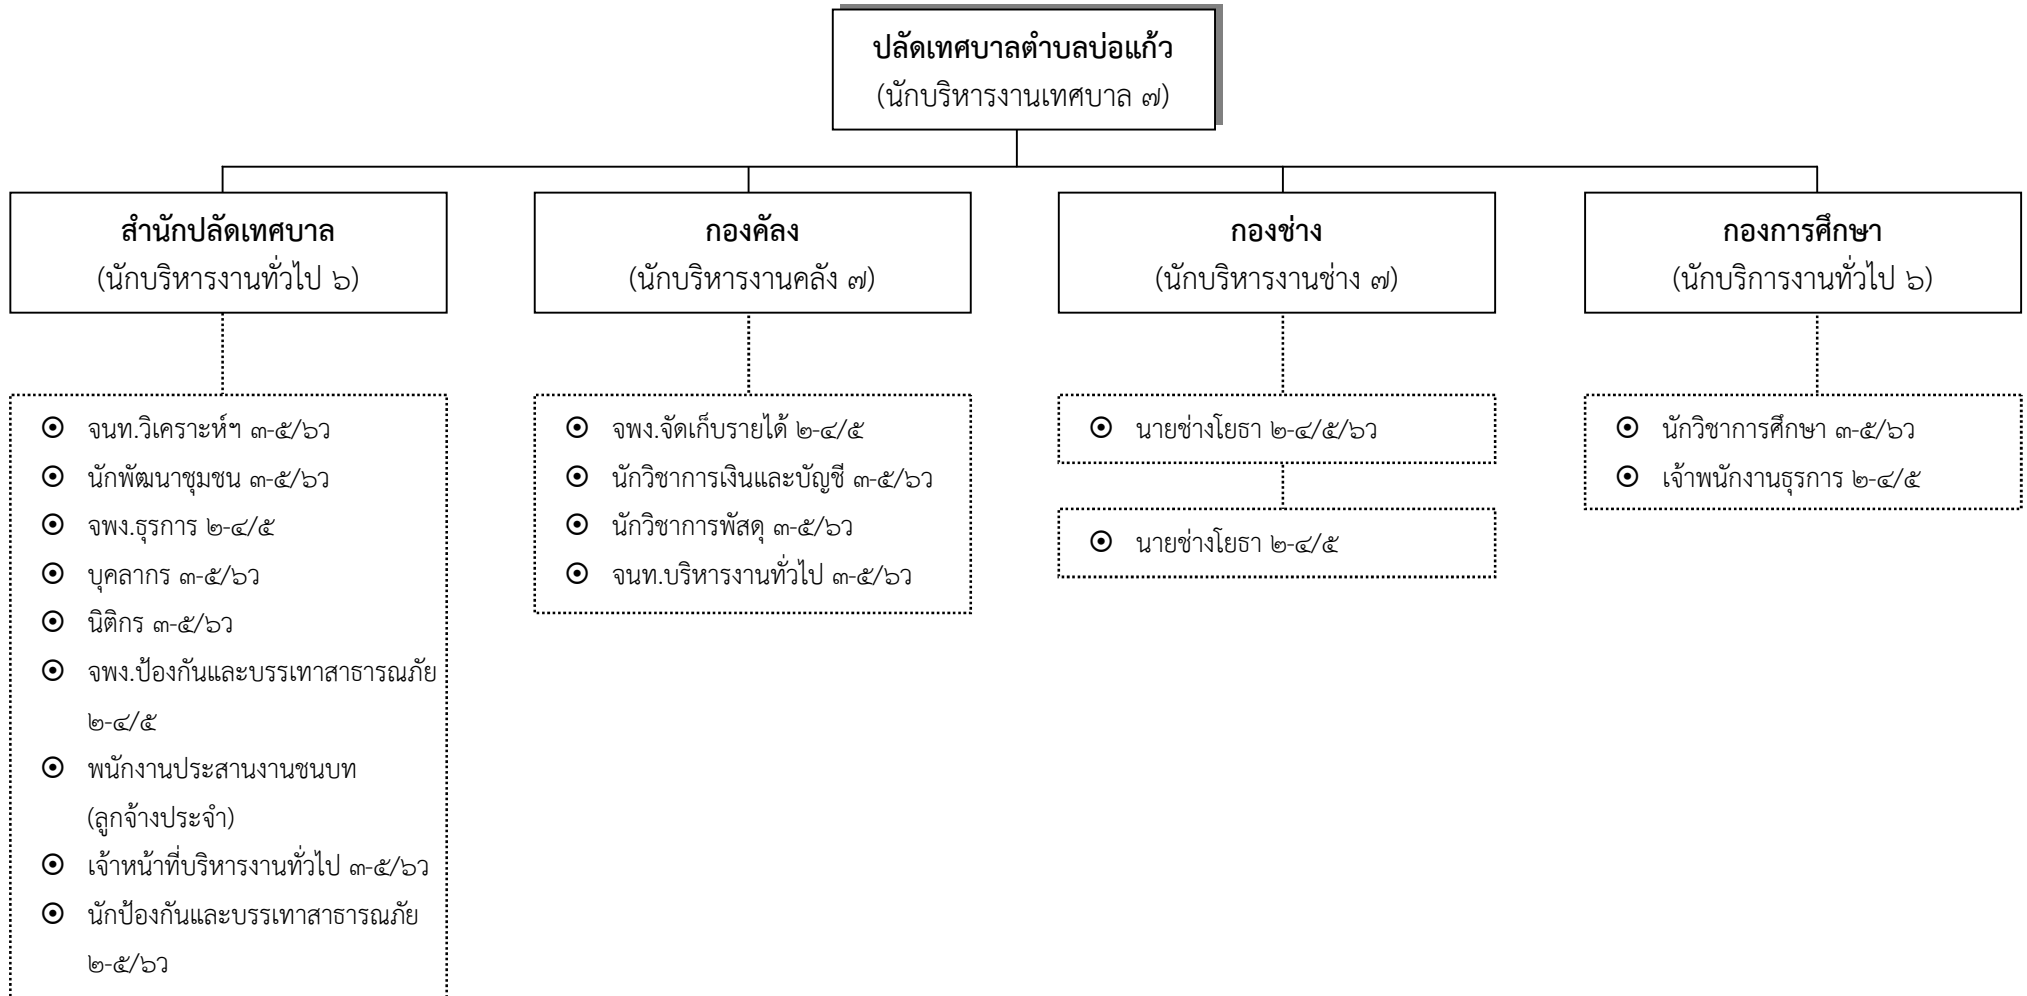 ปลัดเทศบาลตำบลบ่อแก้ว
(นักบริหารงานเทศบาล ๗)
สำนักปลัดเทศบาล
(นักบริหารงานทั่วไป ๖)
กองคัลง
(นักบริหารงานคลัง ๗)
กองช่าง
(นักบริหารงานช่าง ๗)
กองการศึกษา
(นักบริการงานทั่วไป ๖)
จนท.วิเคราะห์ฯ ๓-๕/๖ว
นักพัฒนาชุมชน ๓-๕/๖ว
จพง.ธุรการ ๒-๔/๕
บุคลากร ๓-๕/๖ว
นิติกร ๓-๕/๖ว
จพง.ป้องกันและบรรเทาสาธารณภัย
๒-๔/๕
พนักงานประสานงานชนบท
(ลูกจ้างประจำ)
เจ้าหน้าที่บริหารงานทั่วไป ๓-๕/๖ว
นักป้องกันและบรรเทาสาธารณภัย
๒-๕/๖ว
จพง.จัดเก็บรายได้ ๒-๔/๕
นักวิชาการเงินและบัญชี ๓-๕/๖ว
นักวิชาการพัสดุ ๓-๕/๖ว
จนท.บริหารงานทั่วไป ๓-๕/๖ว
นายช่างโยธา ๒-๔/๕/๖ว
นายช่างโยธา ๒-๔/๕
นักวิชาการศึกษา ๓-๕/๖ว
เจ้าพนักงานธุรการ ๒-๔/๕